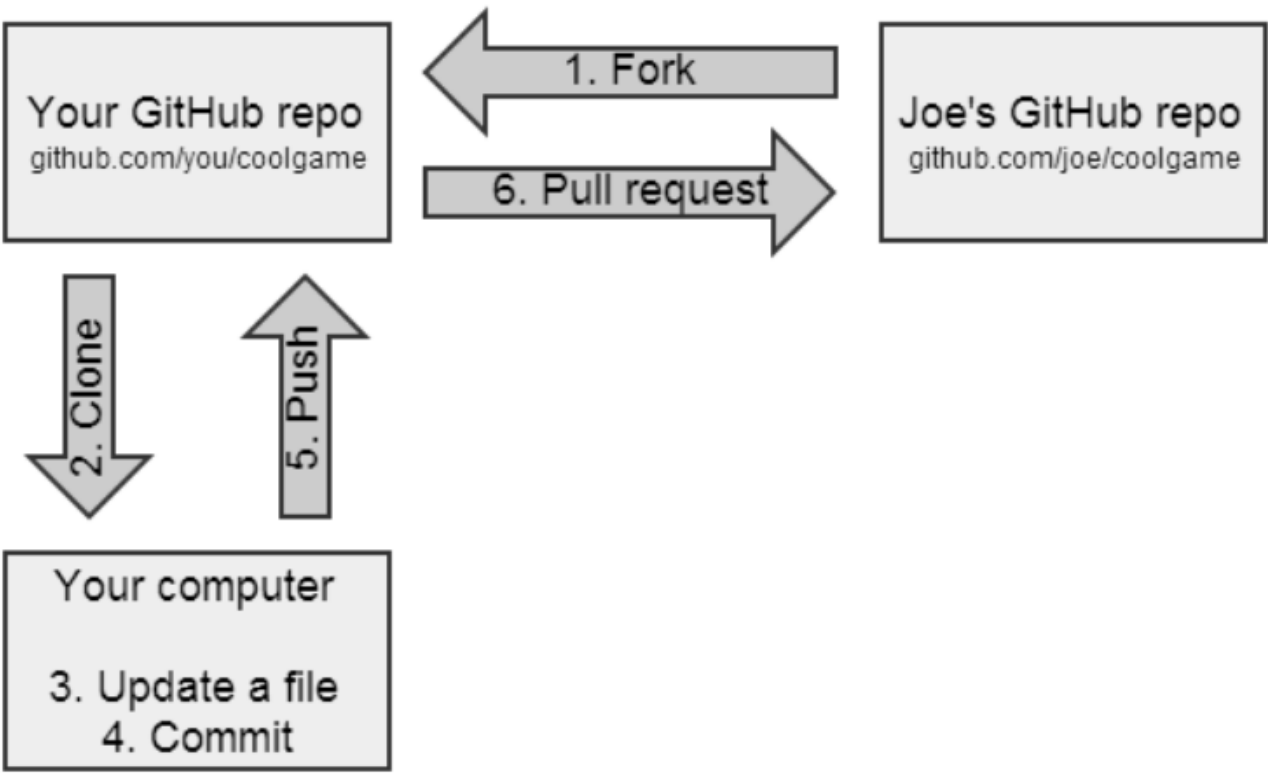 Your GitHub repo
github.com/you/coolgame
1. Fork
6. Pull request
Joe's GitHub repo
github.com/joe/coolgame
2. Clone
5. Push
Your computer
3. Update a file
4. Commit